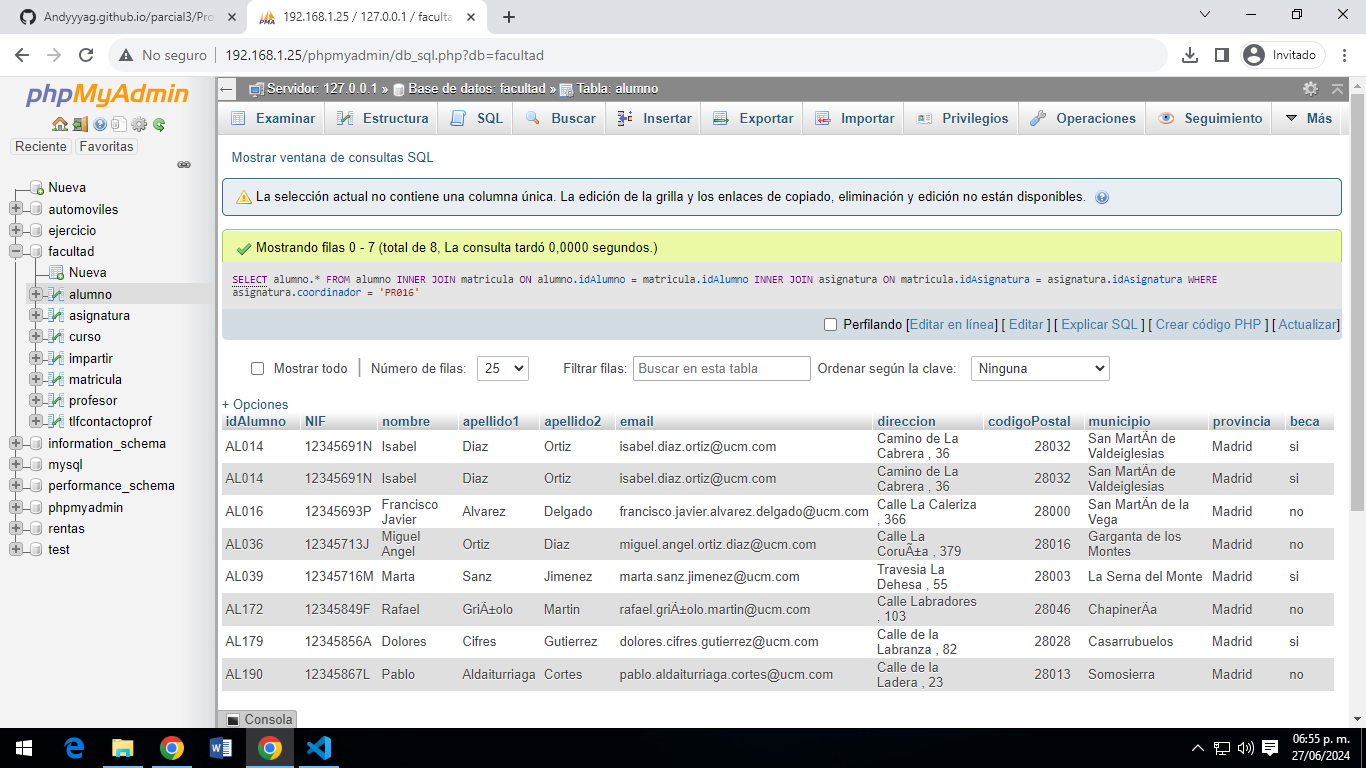 Andyyyag.github.io/parcial3/Pro
192.168.1.25 / 127.0.0.1 / faculta
No seguro
192.168.1.25/phpmyadmin/db_sql.php?db=facultad
Invitado
phpMyAdmin
Reciente
Favoritas
Nueva
automoviles
ejercicio
facultad
Nueva
alumno
asignatura
curso
impartir
matricula
profesor
tlfcontactoprof
information_schema
mysql
performance_schema
phpmyadmin
rentas
test
Servidor: 127.0.0.1 » Base de datos: facultad » Tabla: alumno
Examinar Estructura SQL Buscar Insertar Exportar Importar Privilegios Operaciones Seguimiento Más
Mostrar ventana de consultas SQL
La selección actual no contiene una columna única. La edición de la grilla y los enlaces de copiado, eliminación y edición no están disponibles.
Mostrando filas 0 - 7 (total de 8, La consulta tardó 0,0000 segundos.)
SELECT alumno.* FROM alumno INNER JOIN matricula ON alumno.idAlumno = matricula.idAlumno INNER JOIN asignatura ON matricula.idAsignatura = asignatura.idAsignatura WHERE
asignatura.coordinador = 'PR016'
Perfilando [Editar en línea] [ Editar ] [ Explicar SQL ] [ Crear código PHP ] [ Actualizar]
Mostrar todo | Número de filas: 25 Filtrar filas: Buscar en esta tabla Ordenar según la clave: Ninguna
+ Opciones
idAlumno NIF nombre apellido1 apellido2 email direccion codigoPostal municipio provincia beca
AL014 12345691N Isabel Diaz Ortiz isabel.diaz.ortiz@ucm.com Camino de La Cabrera , 36 28032 San MartÃn de Valdeiglesias Madrid si
AL014 12345691N Isabel Diaz Ortiz isabel.diaz.ortiz@ucm.com Camino de La Cabrera , 36 28032 San MartÃn de Valdeiglesias Madrid si
AL016 12345693P Francisco Javier Alvarez Delgado francisco.javier.alvarez.delgado@ucm.com Calle La Caleriza , 366 28000 San MartÃn de la Vega Madrid no
AL036 12345713J Miguel Angel Ortiz Diaz miguel.angel.ortiz.diaz@ucm.com Calle La CoruÃ±a , 379 28016 Garganta de los Montes Madrid no
AL039 12345716M Marta Sanz Jimenez marta.sanz.jimenez@ucm.com Travesia La Dehesa , 55 28003 La Serna del Monte Madrid si
AL172 12345849F Rafael GriÃ±olo Martin rafael.griÃ±olo.martin@ucm.com Calle Labradores , 103 28046 ChapinerÃa Madrid no
AL179 12345856A Dolores Cifres Gutierrez dolores.cifres.gutierrez@ucm.com Calle de la Labranza , 82 28028 Casarrubuelos Madrid si
AL190 12345867L Pablo Aldaiturriaga Cortes pablo.aldaiturriaga.cortes@ucm.com Calle de la Ladera , 23 28013 Somosierra Madrid no
Consola
06:55 p. m.
27/06/2024